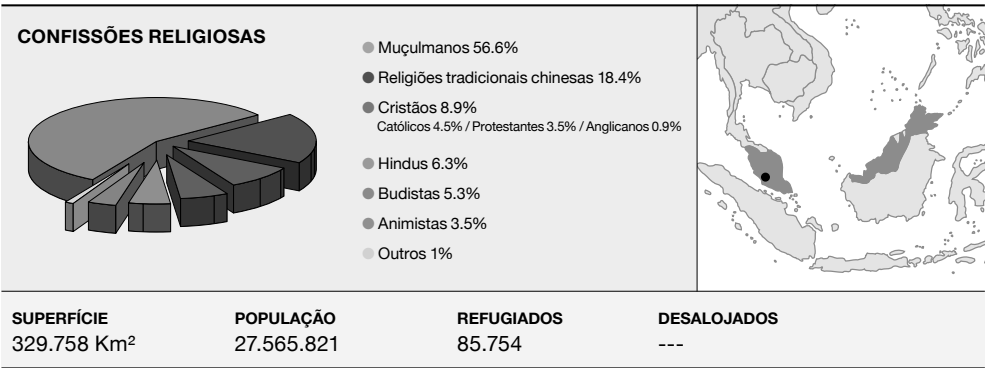 CONFISSÕES RELIGIOSAS
Muçulmanos 56.6%
Religiões tradicionais chinesas 18.4%
Cristãos 8.9%
Católicos 4.5% / Protestantes 3.5% / Anglicanos 0.9%
Hindus 6.3%
Budistas 5.3%
Animistas 3.5%
Outros 1%
SUPERFÍCIE
329.758 Km²
POPULAÇÃO
27.565.821
REFUGIADOS
85.754
DESALOJADOS
---